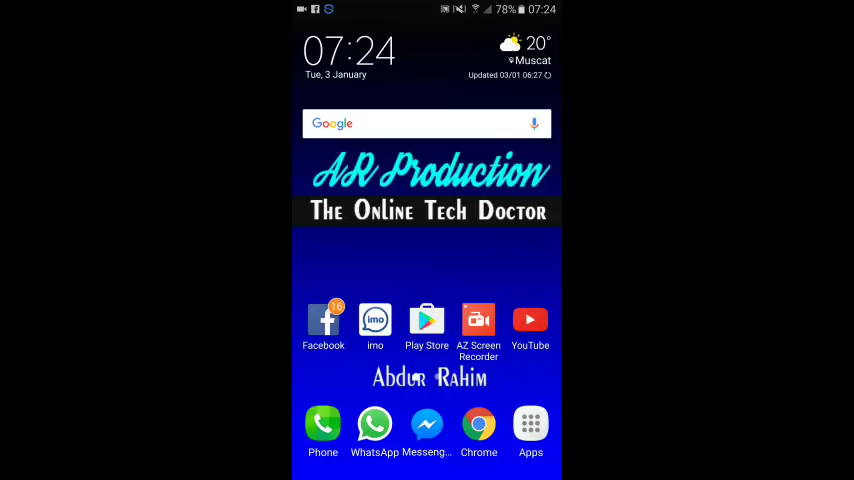 78% 07:24
07:24
20°
Tue, 3 January
Muscat
Updated 03/01 06:27
Google
AR Production
The Online Tech Doctor
16
imo
Facebook
imo
Play Store
AZ Screen Recorder
YouTube
Abdur Rahim
Phone
WhatsApp
Messeng...
Chrome
Apps